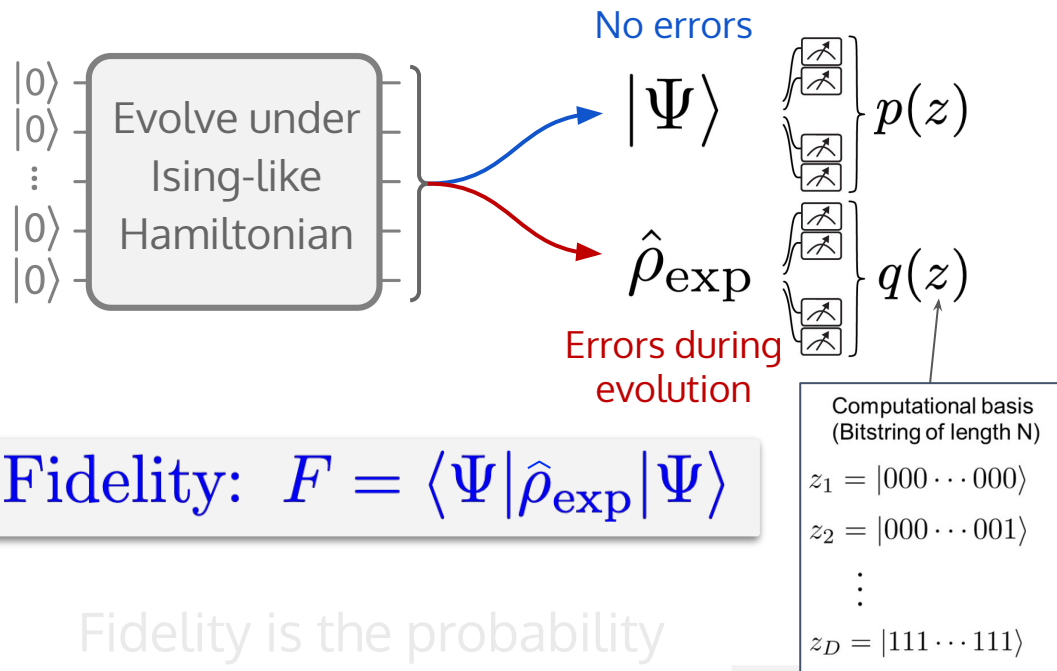 No errors
|0⟩
|0⟩
⋮
|0⟩
|0⟩
Evolve under
Ising-like
Hamiltonian
|Ψ⟩
p(z)
ρ̂exp
q(z)
Errors during
evolution
Fidelity: F = ⟨Ψ|ρ̂exp|Ψ⟩
Computational basis
(Bitstring of length N)
z1 = |000 · · · 000⟩
z2 = |000 · · · 001⟩
⋮
zD = |111 · · · 111⟩
Fidelity is the probability